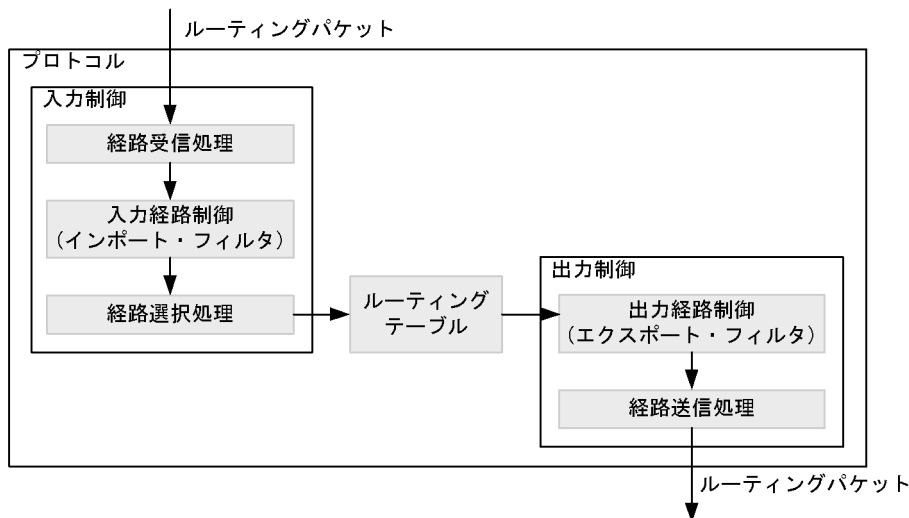 ルーティングパケット
プロトコル
入力制御
経路受信処理
入力経路制御
（インポート・フィルタ）
経路選択処理
ルーティング
テーブル
出力制御
出力経路制御
（エクスポート・フィルタ）
経路送信処理
ルーティングパケット